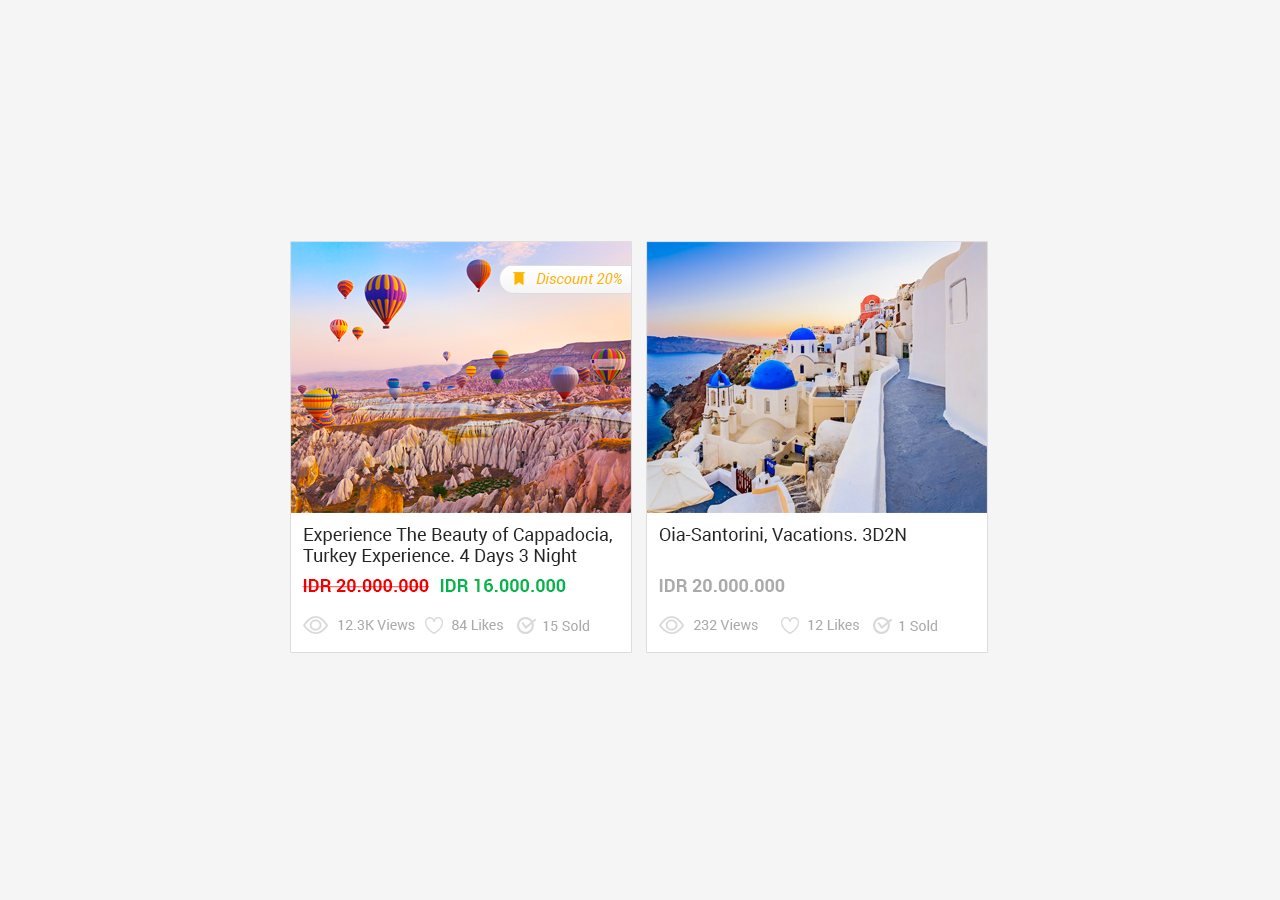 Discount 20%
Experience The Beauty of Cappadocia,
Turkey Experience. 4 Days 3 Night
IDR 20.000.000 IDR 16.000.000
12.3K Views 84 Likes 15 Sold
Oia-Santorini, Vacations. 3D2N
IDR 20.000.000
232 Views 12 Likes 1 Sold